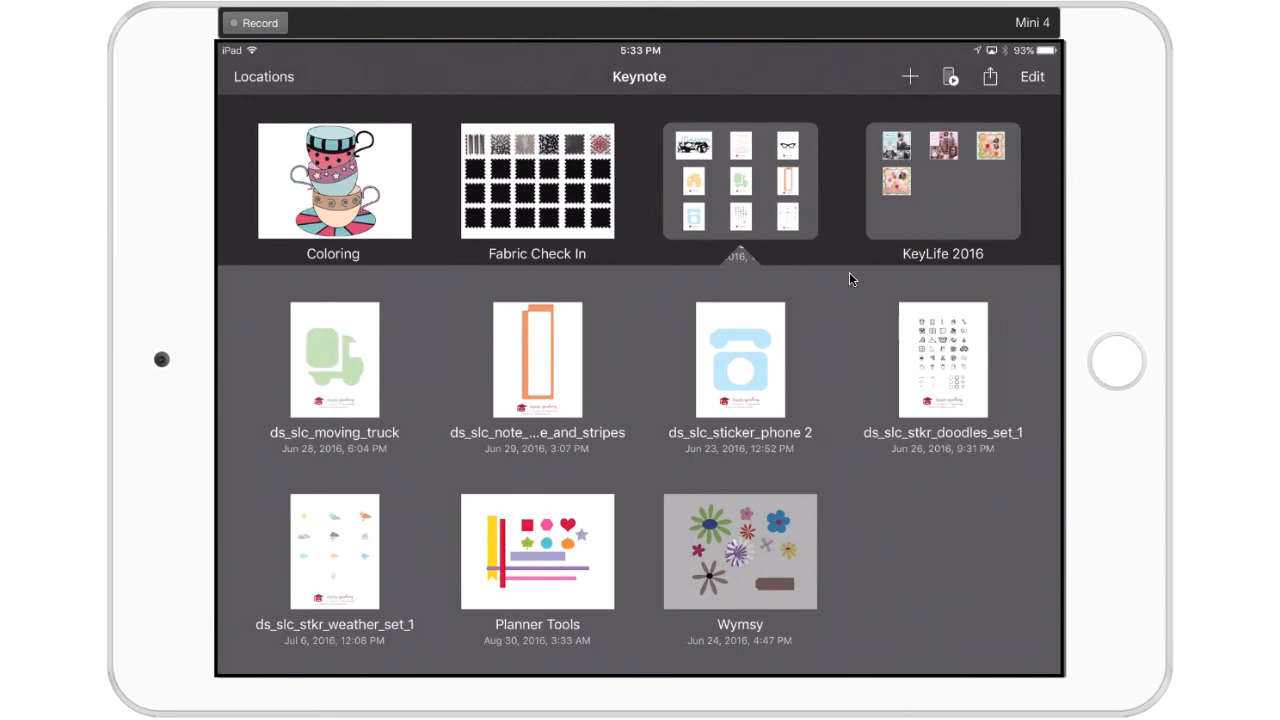 Record
Mini 4
iPad
5:33 PM
93%
Locations
Keynote
Edit
Coloring
Fabric Check In
2016,
KeyLife 2016
ds_slc_moving_truck
Jun 28, 2016, 6:04 PM
ds_slc_note_...e_and_stripes
Jun 29, 2016, 3:07 PM
ds_slc_sticker_phone 2
Jun 23, 2016, 12:52 PM
ds_slc_stkr_doodles_set_1
Jun 26, 2016, 9:31 PM
ds_slc_stkr_weather_set_1
Jul 6, 2016, 12:08 PM
Planner Tools
Aug 30, 2016, 3:33 AM
Wymsy
Jun 24, 2016, 4:47 PM